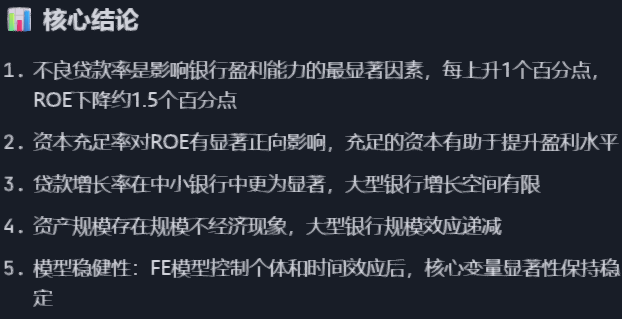 核心结论
1. 不良贷款率是影响银行盈利能力的最显著因素，每上升1个百分点，
ROE下降约1.5个百分点
2. 资本充足率对ROE有显著正向影响，充足的资本有助于提升盈利水平
3. 贷款增长率在中小银行中更为显著，大型银行增长空间有限
4. 资产规模存在规模不经济现象，大型银行规模效应递减
5. 模型稳健性：FE模型控制个体和时间效应后，核心变量显著性保持稳
定